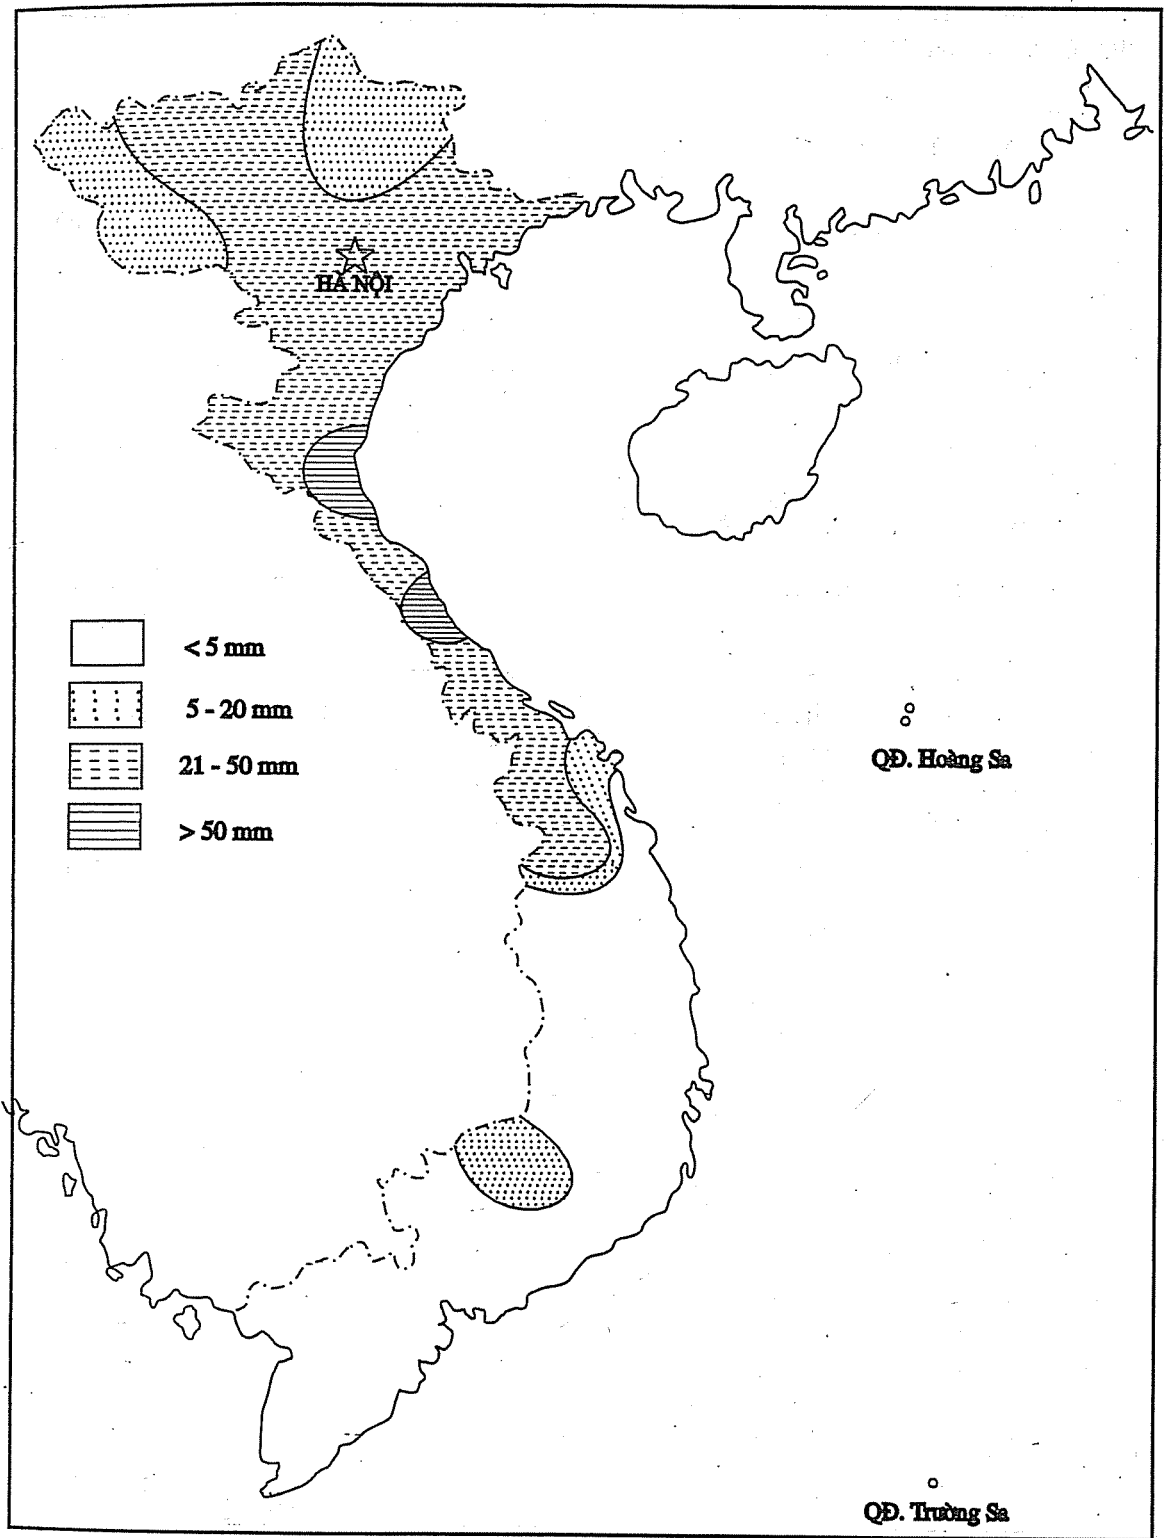 HÀ NỘI
< 5 mm
5 - 20 mm
21 - 50 mm
> 50 mm
QĐ. Hoàng Sa
QĐ. Trường Sa